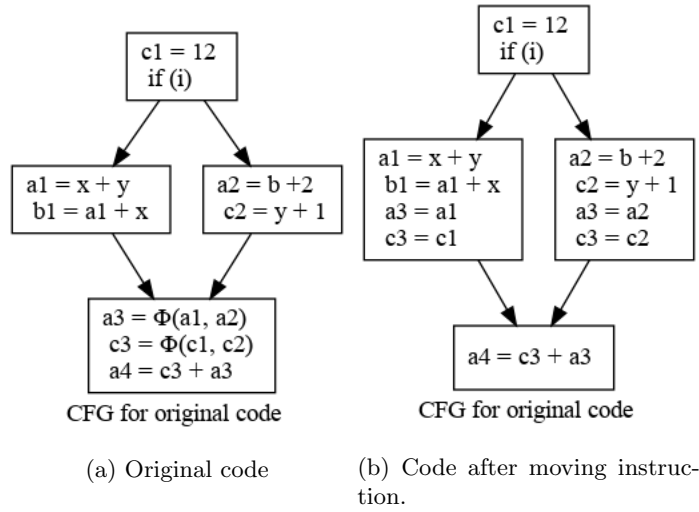 c1 = 12
if (i)
a1 = x + y
b1 = a1 + x
a2 = b +2
c2 = y + 1
a3 = Φ(a1, a2)
c3 = Φ(c1, c2)
a4 = c3 + a3
CFG for original code
(a) Original code
c1 = 12
if (i)
a1 = x + y
b1 = a1 + x
a3 = a1
c3 = c1
a2 = b +2
c2 = y + 1
a3 = a2
c3 = c2
a4 = c3 + a3
CFG for original code
(b) Code after moving instruc-
tion.